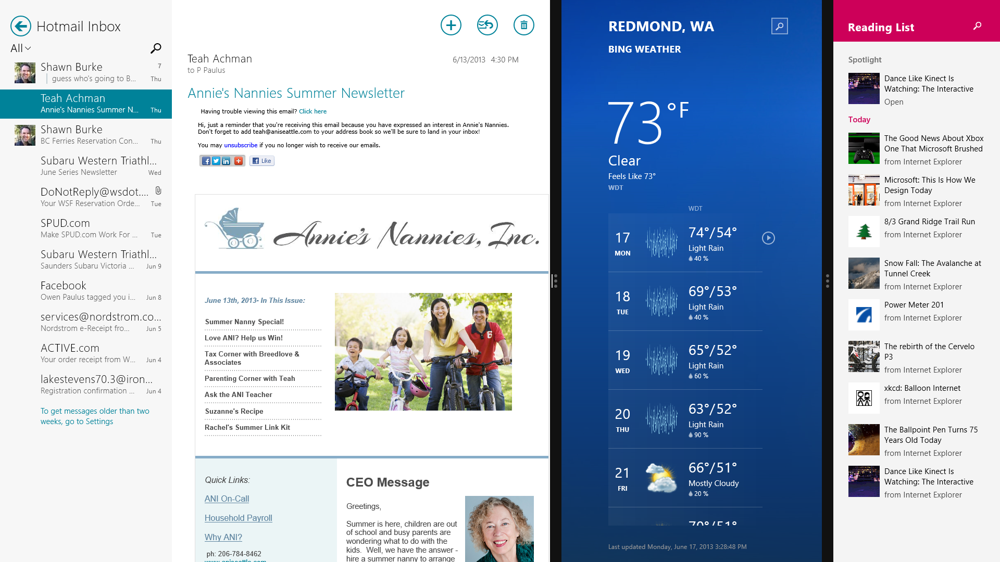 Hotmail Inbox
All
Shawn Burke 7
guess who's going to B... Thu
Teah Achman
Annie's Nannies Summer N... Thu
Shawn Burke
BC Ferries Reservation Con... Thu
Subaru Western Triathl...
June Series Newsletter Wed
DoNotReply@wsdot....
Your WSF Reservation Orde... Tue
SPUD.com
Make SPUD.com Work For ... Tue
Subaru Western Triathl...
Saunders Subaru Victoria ... Jun 9
Facebook
Owen Paulus tagged you i... Jun 8
services@nordstrom.co...
Nordstrom e-Receipt fro... Jun 5
ACTIVE.com
Your order receipt from W... Jun 4
lakestevens70.3@iron...
Registration confirmation ... Jun 4
To get messages older than two
weeks, go to Settings
Teah Achman
to P Paulus
6/13/2013 4:30 PM
Annie's Nannies Summer Newsletter
Having trouble viewing this email? Click here
Hi, just a reminder that you're receiving this email because you have expressed an interest in Annie's Nannies.
Don't forget to add teah@aniseattle.com to your address book so we'll be sure to land in your inbox!
You may unsubscribe if you no longer wish to receive our emails.
Like
Annie's Nannies, Inc.
June 13th, 2013- In This Issue:
Summer Nanny Special!
Love ANI? Help us Win!
Tax Corner with Breedlove &
Associates
Parenting Corner with Teah
Ask the ANI Teacher
Suzanne's Recipe
Rachel's Summer Link Kit
6
Quick Links:
ANI On-Call
Household Payroll
Why ANI?
ph: 206-784-8462
www.aniseattle.com
CEO Message
Greetings,
Summer is here, children are out
of school and busy parents are
wondering what to do with the
kids. Well, we have the answer -
hire a summer nanny to arrange
REDMOND, WA
BING WEATHER
73 °F
Clear
Feels Like 73°
WDT
WDT
17 MON
74°/54°
Light Rain
40 %
18 TUE
69°/53°
Light Rain
40 %
19 WED
65°/52°
Light Rain
60 %
20 THU
63°/52°
Light Rain
90 %
21 FRI
66°/51°
Mostly Cloudy
20 %
70°/51°
Last updated Monday, June 17, 2013 3:28:48 PM
Reading List
Spotlight
Dance Like Kinect Is
Watching: The Interactive
Open
Today
The Good News About Xbox
One That Microsoft Brushed
from Internet Explorer
Microsoft: This Is How We
Design Today
from Internet Explorer
8/3 Grand Ridge Trail Run
from Internet Explorer
Snow Fall: The Avalanche at
Tunnel Creek
from Internet Explorer
Power Meter 201
from Internet Explorer
The rebirth of the Cervelo
P3
from Internet Explorer
xkcd: Balloon Internet
from Internet Explorer
The Ballpoint Pen Turns 75
Years Old Today
from Internet Explorer
Dance Like Kinect Is
Watching: The Interactive
from Internet Explorer